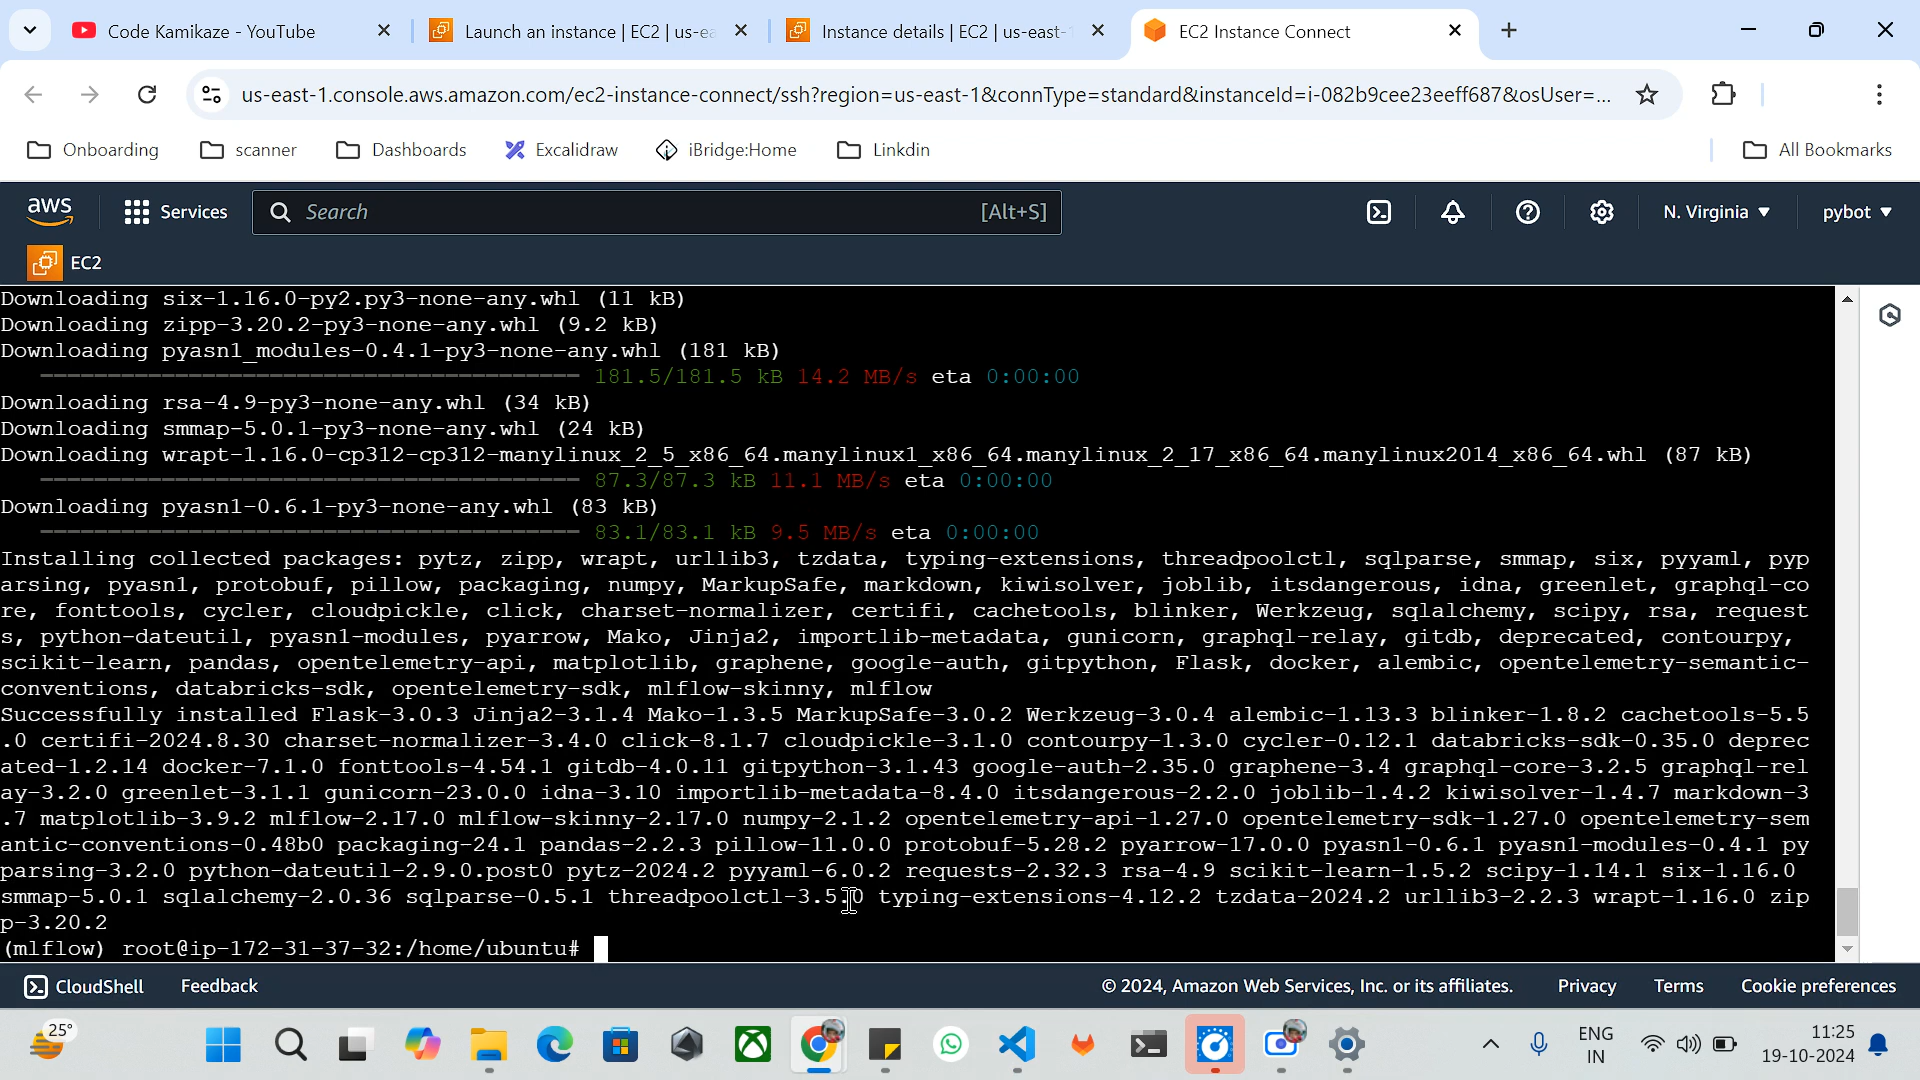 Code Kamikaze - YouTube
Launch an instance | EC2 | us-ea
Instance details | EC2 | us-east-1
EC2 Instance Connect
us-east-1.console.aws.amazon.com/ec2-instance-connect/ssh?region=us-east-1&connType=standard&instanceId=i-082b9cee23eeff687&osUser=...
Onboarding
scanner
Dashboards
Excalidraw
iBridge:Home
Linkdin
All Bookmarks
aws
Services
Search
[Alt+S]
N. Virginia
pybot
EC2
Downloading six-1.16.0-py2.py3-none-any.whl (11 kB)
Downloading zipp-3.20.2-py3-none-any.whl (9.2 kB)
Downloading pyasn1_modules-0.4.1-py3-none-any.whl (181 kB)
181.5/181.5 kB 14.2 MB/s eta 0:00:00
Downloading rsa-4.9-py3-none-any.whl (34 kB)
Downloading smmap-5.0.1-py3-none-any.whl (24 kB)
Downloading wrapt-1.16.0-cp312-cp312-manylinux_2_5_x86_64.manylinux1_x86_64.manylinux_2_17_x86_64.manylinux2014_x86_64.whl (87 kB)
87.3/87.3 kB 11.1 MB/s eta 0:00:00
Downloading pyasn1-0.6.1-py3-none-any.whl (83 kB)
83.1/83.1 kB 9.5 MB/s eta 0:00:00
Installing collected packages: pytz, zipp, wrapt, urllib3, tzdata, typing-extensions, threadpoolctl, sqlparse, smmap, six, pyyaml, pyp
arsing, pyasn1, protobuf, pillow, packaging, numpy, MarkupSafe, markdown, kiwisolver, joblib, itsdangerous, idna, greenlet, graphql-co
re, fonttools, cycler, cloudpickle, click, charset-normalizer, certifi, cachetools, blinker, Werkzeug, sqlalchemy, scipy, rsa, request
s, python-dateutil, pyasn1-modules, pyarrow, Mako, Jinja2, importlib-metadata, gunicorn, graphql-relay, gitdb, deprecated, contourpy,
scikit-learn, pandas, opentelemetry-api, matplotlib, graphene, google-auth, gitpython, Flask, docker, alembic, opentelemetry-semantic-
conventions, databricks-sdk, opentelemetry-sdk, mlflow-skinny, mlflow
Successfully installed Flask-3.0.3 Jinja2-3.1.4 Mako-1.3.5 MarkupSafe-3.0.2 Werkzeug-3.0.4 alembic-1.13.3 blinker-1.8.2 cachetools-5.5
.0 certifi-2024.8.30 charset-normalizer-3.4.0 click-8.1.7 cloudpickle-3.1.0 contourpy-1.3.0 cycler-0.12.1 databricks-sdk-0.35.0 deprec
ated-1.2.14 docker-7.1.0 fonttools-4.54.1 gitdb-4.0.11 gitpython-3.1.43 google-auth-2.35.0 graphene-3.4 graphql-core-3.2.5 graphql-rel
ay-3.2.0 greenlet-3.1.1 gunicorn-23.0.0 idna-3.10 importlib-metadata-8.4.0 itsdangerous-2.2.0 joblib-1.4.2 kiwisolver-1.4.7 markdown-3
.7 matplotlib-3.9.2 mlflow-2.17.0 mlflow-skinny-2.17.0 numpy-2.1.2 opentelemetry-api-1.27.0 opentelemetry-sdk-1.27.0 opentelemetry-sem
antic-conventions-0.48b0 packaging-24.1 pandas-2.2.3 pillow-11.0.0 protobuf-5.28.2 pyarrow-17.0.0 pyasn1-0.6.1 pyasn1-modules-0.4.1 py
parsing-3.2.0 python-dateutil-2.9.0.post0 pytz-2024.2 pyyaml-6.0.2 requests-2.32.3 rsa-4.9 scikit-learn-1.5.2 scipy-1.14.1 six-1.16.0
smmap-5.0.1 sqlalchemy-2.0.36 sqlparse-0.5.1 threadpoolctl-3.5.0 typing-extensions-4.12.2 tzdata-2024.2 urllib3-2.2.3 wrapt-1.16.0 zip
p-3.20.2
(mlflow) root@ip-172-31-37-32:/home/ubuntu#
CloudShell
Feedback
© 2024, Amazon Web Services, Inc. or its affiliates.
Privacy
Terms
Cookie preferences
25°
ENG
IN
11:25
19-10-2024